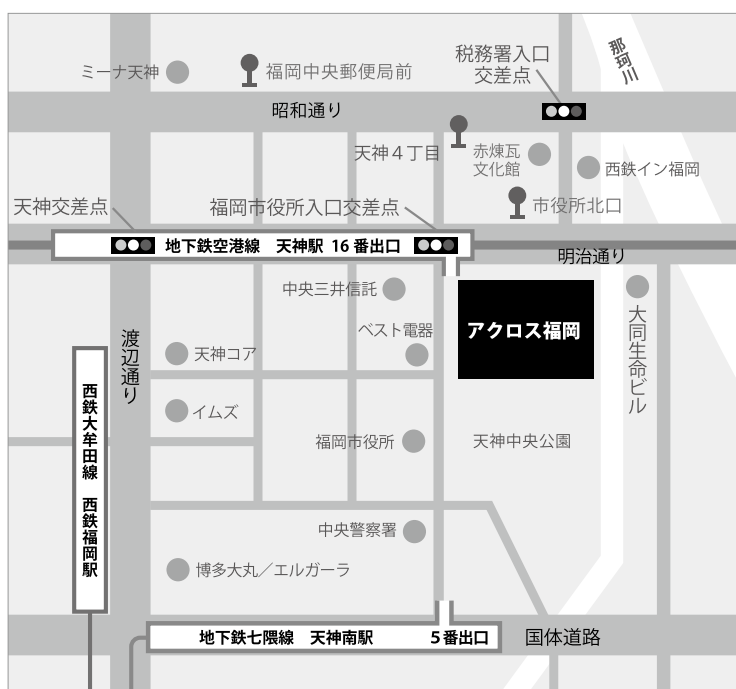 那珂川
税務署入口
交差点
ミーナ天神
福岡中央郵便局前
昭和通り
天神４丁目
赤煉瓦
文化館
西鉄イン福岡
天神交差点
福岡市役所入口交差点
市役所北口
地下鉄空港線　天神駅 16 番出口
明治通り
中央三井信託
大同生命ビル
アクロス福岡
ベスト電器
渡辺通り
天神コア
西鉄大牟田線　西鉄福岡駅
イムズ
福岡市役所
天神中央公園
中央警察署
博多大丸／エルガーラ
地下鉄七隈線　天神南駅
5 番出口
国体道路